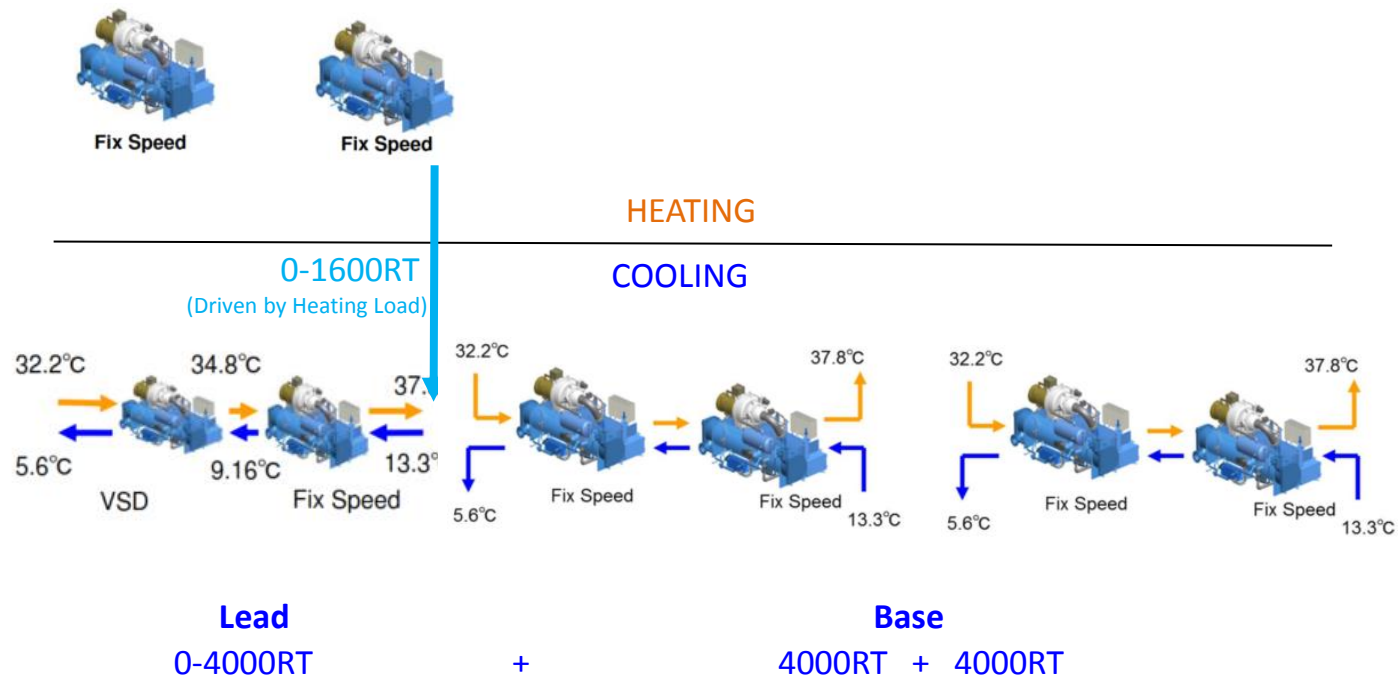 Fix Speed
Fix Speed
HEATING
0-1600RT
COOLING
(Driven by Heating Load)
32.2°C
34.8°C
37.
5.6°C
9.16°C
13.3°
VSD
Fix Speed
32.2°C
37.8°C
Fix Speed
Fix Speed
5.6°C
13.3°C
32.2°C
37.8°C
Fix Speed
Fix Speed
5.6°C
13.3°C
Lead
Base
0-4000RT + 4000RT + 4000RT